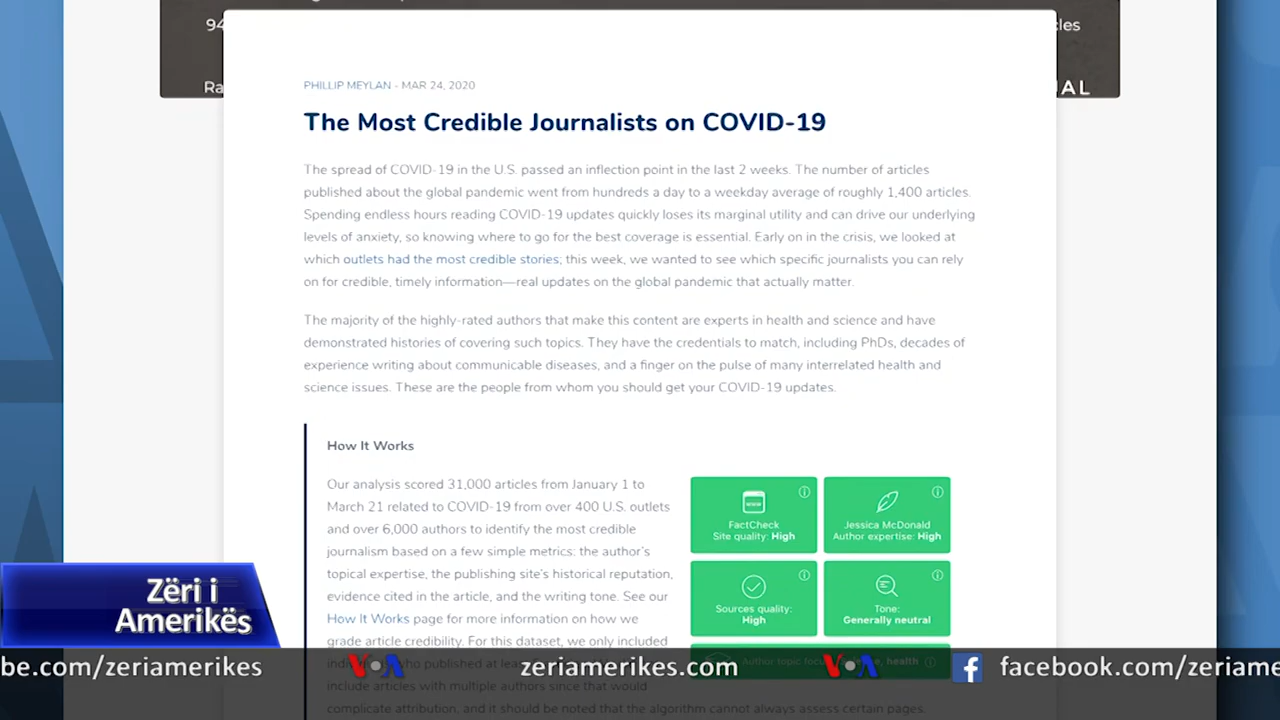 94
cles
Ra
AL
PHILLIP MEYLAN - MAR 24, 2020
The Most Credible Journalists on COVID-19
The spread of COVID-19 in the U.S. passed an inflection point in the last 2 weeks. The number of articles
published about the global pandemic went from hundreds a day to a weekday average of roughly 1,400 articles.
Spending endless hours reading COVID-19 updates quickly loses its marginal utility and can drive our underlying
levels of anxiety, so knowing where to go for the best coverage is essential. Early on in the crisis, we looked at
which outlets had the most credible stories; this week, we wanted to see which specific journalists you can rely
on for credible, timely information—real updates on the global pandemic that actually matter.
The majority of the highly-rated authors that make this content are experts in health and science and have
demonstrated histories of covering such topics. They have the credentials to match, including PhDs, decades of
experience writing about communicable diseases, and a finger on the pulse of many interrelated health and
science issues. These are the people from whom you should get your COVID-19 updates.
How It Works
Our analysis scored 31,000 articles from January 1 to
March 21 related to COVID-19 from over 400 U.S. outlets
and over 6,000 authors to identify the most credible
journalism based on a few simple metrics: the author's
topical expertise, the publishing site's historical reputation,
evidence cited in the article, and the writing tone. See our
How It Works page for more information on how we
grade article credibility. For this dataset, we only included
who published at
include articles with multiple authors since that would
complicate attribution, and it should be noted that the algorithm cannot always assess certain pages.
FactCheck
Site quality: High
Jessica McDonald
Author expertise: High
Sources quality:
High
Tone:
Generally neutral
Author topic health
Zëri i
Amerikës
be.com/zeriamerikes
VOA
zeriamerikes.com
VOA
facebook.com/zeriame